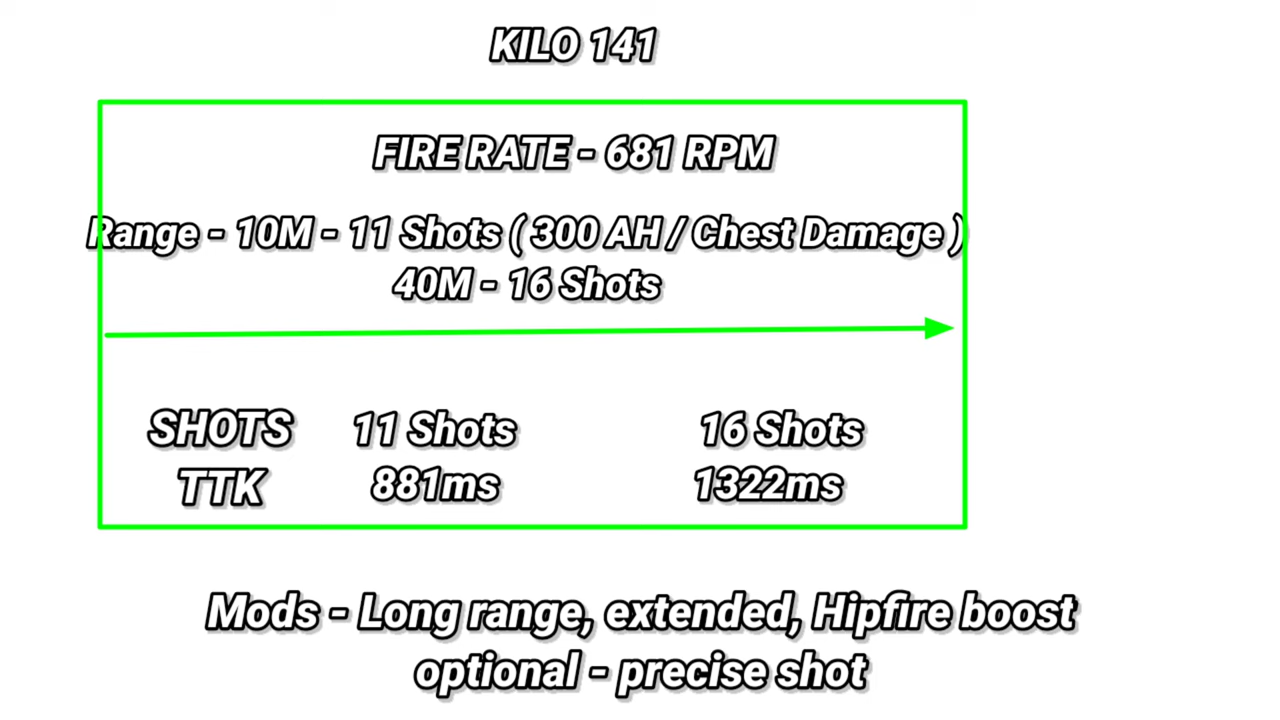 KILO 141
FIRE RATE - 681 RPM
Range - 10M - 11 Shots ( 300 AH / Chest Damage )
40M - 16 Shots
SHOTS 11 Shots 16 Shots
TTK 881ms 1322ms
Mods - Long range, extended, Hipfire boost
optional - precise shot